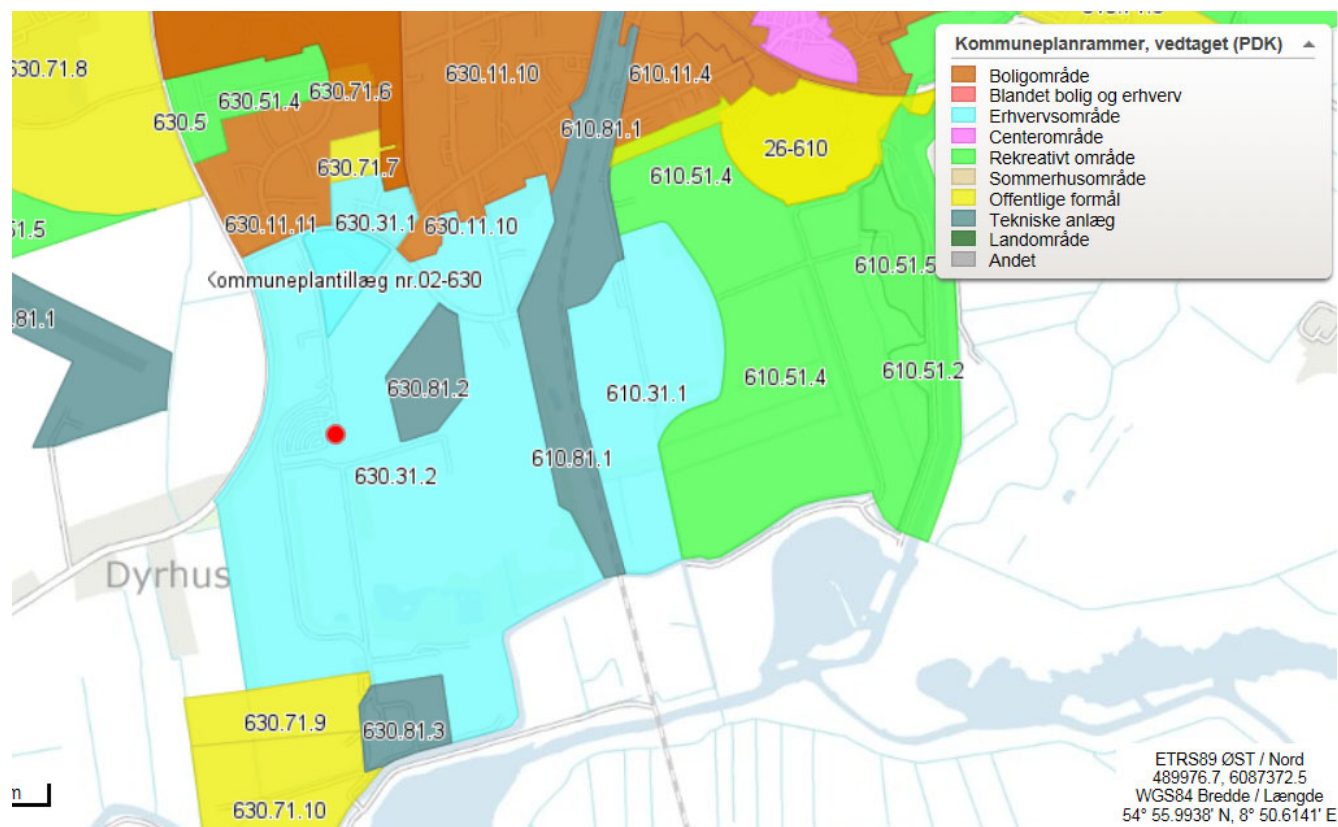 Kommuneplanrammer, vedtaget (PDK)
Boligområde
Blandet bolig og erhverv
Erhvervsområde
Centerområde
Rekreativt område
Sommerhusområde
Offentlige formål
Tekniske anlæg
Landområde
Andet
630.71.8
630.51.4
630.71.6
630.11.10
610.11.4
630.5
610.81.1
26-610
630.71.7
610.51.4
630.11.11
630.31.1
630.11.10
51.5
610.51.5
Kommuneplantillæg nr.02-630
.81.1
630.81.2
610.31.1
610.51.4
610.51.2
610.81.1
630.31.2
Dyrhus
630.71.9
630.81.3
630.71.10
m
ETRS89 ØST / Nord
489976.7, 6087372.5
WGS84 Bredde / Længde
54° 55.9938' N, 8° 50.6141' E